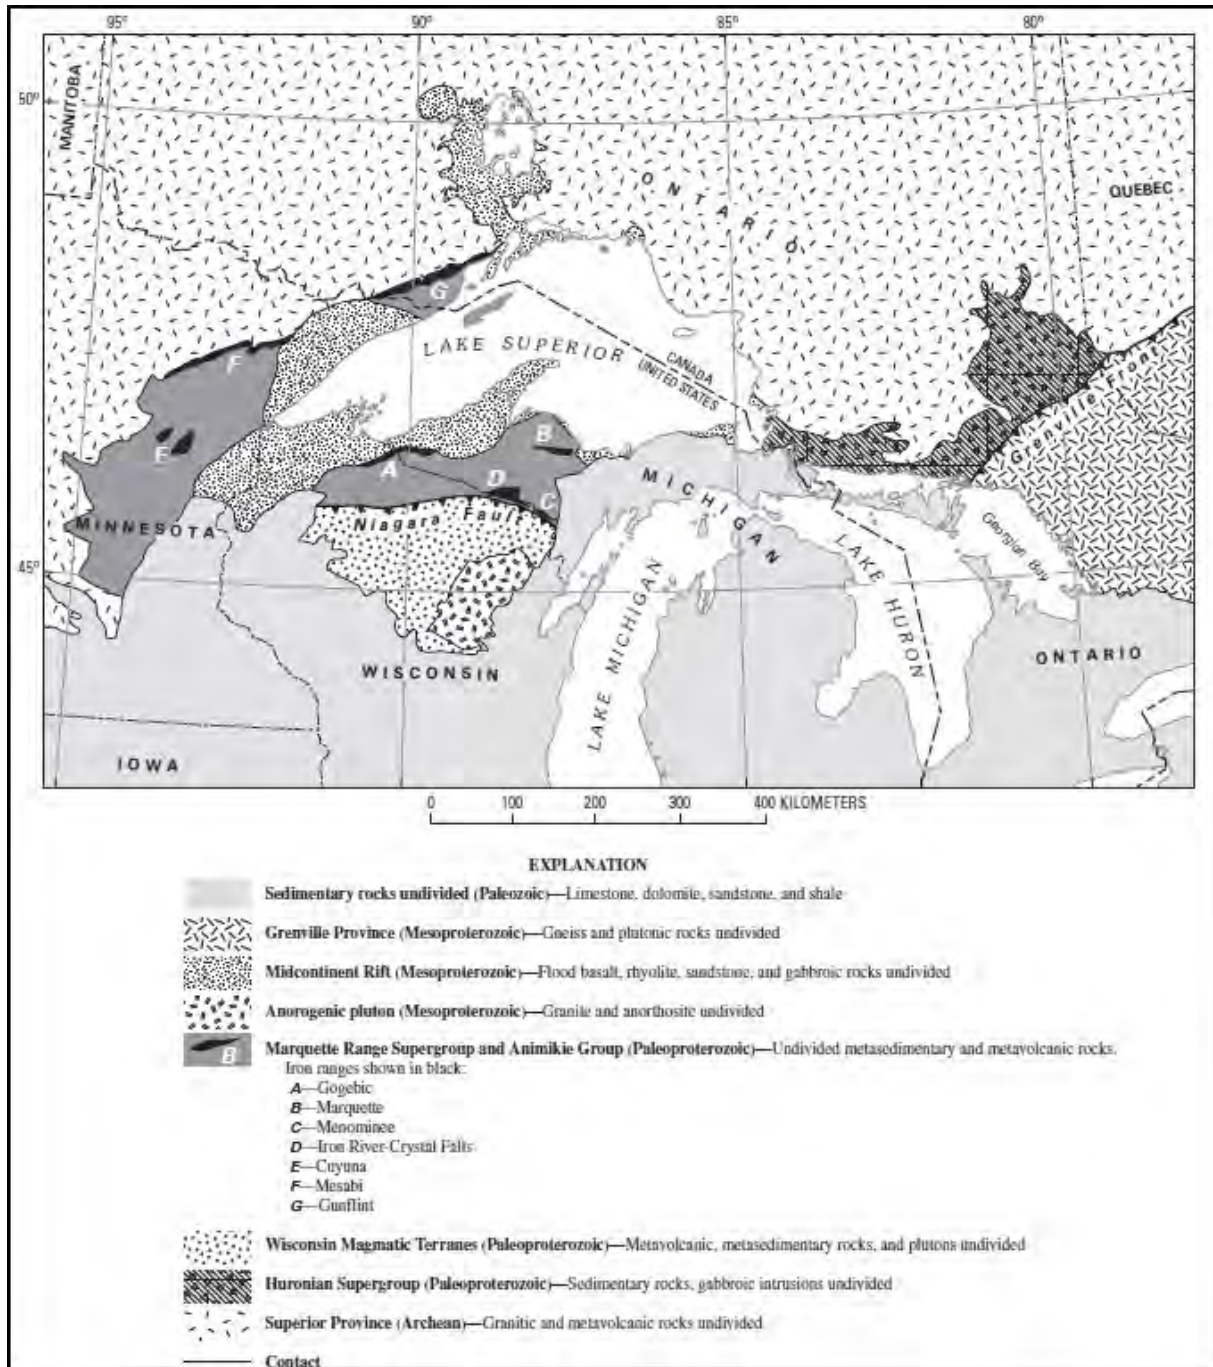 95°
90°
85°
80°
50°
MANITOBA
ONTARIO
QUEBEC
G
LAKE SUPERIOR
CANADA
UNITED STATES
F
Grenville Front
B
E
A
D
MICHIGAN
C
MINNESOTA
Niagara Fault
Georgian Bay
45°
LAKE HURON
LAKE MICHIGAN
WISCONSIN
ONTARIO
IOWA
0 100 200 300 400 KILOMETERS
EXPLANATION
Sedimentary rocks undivided (Paleozoic)—Limestone, dolomite, sandstone, and shale
Grenville Province (Mesoproterozoic)—Gneiss and platonic rocks undivided
Midcontinent Rift (Mesoproterozoic)—Flood basalt, rhyolite, sandstone, and gabbroic rocks undivided
Anorogenic pluton (Mesoproterozoic)—Granite and anorthosite undivided
B
Marquette Range Supergroup and Animikie Group (Paleoproterozoic)—Undivided metasedimentary and metavolcanic rocks.
Iron ranges shown in black:
A—Gogebic
B—Marquette
C—Menominee
D—Iron River-Crystal Falls
E—Cuyuna
F—Mesabi
G—Gunflint
Wisconsin Magmatic Terranes (Paleoproterozoic)—Metavolcanic, metasedimentary rocks, and plutons undivided
Huronian Supergroup (Paleoproterozoic)—Sedimentary rocks, gabbroic intrusions undivided
Superior Province (Archean)—Granitic and metavolcanic rocks undivided
Contact